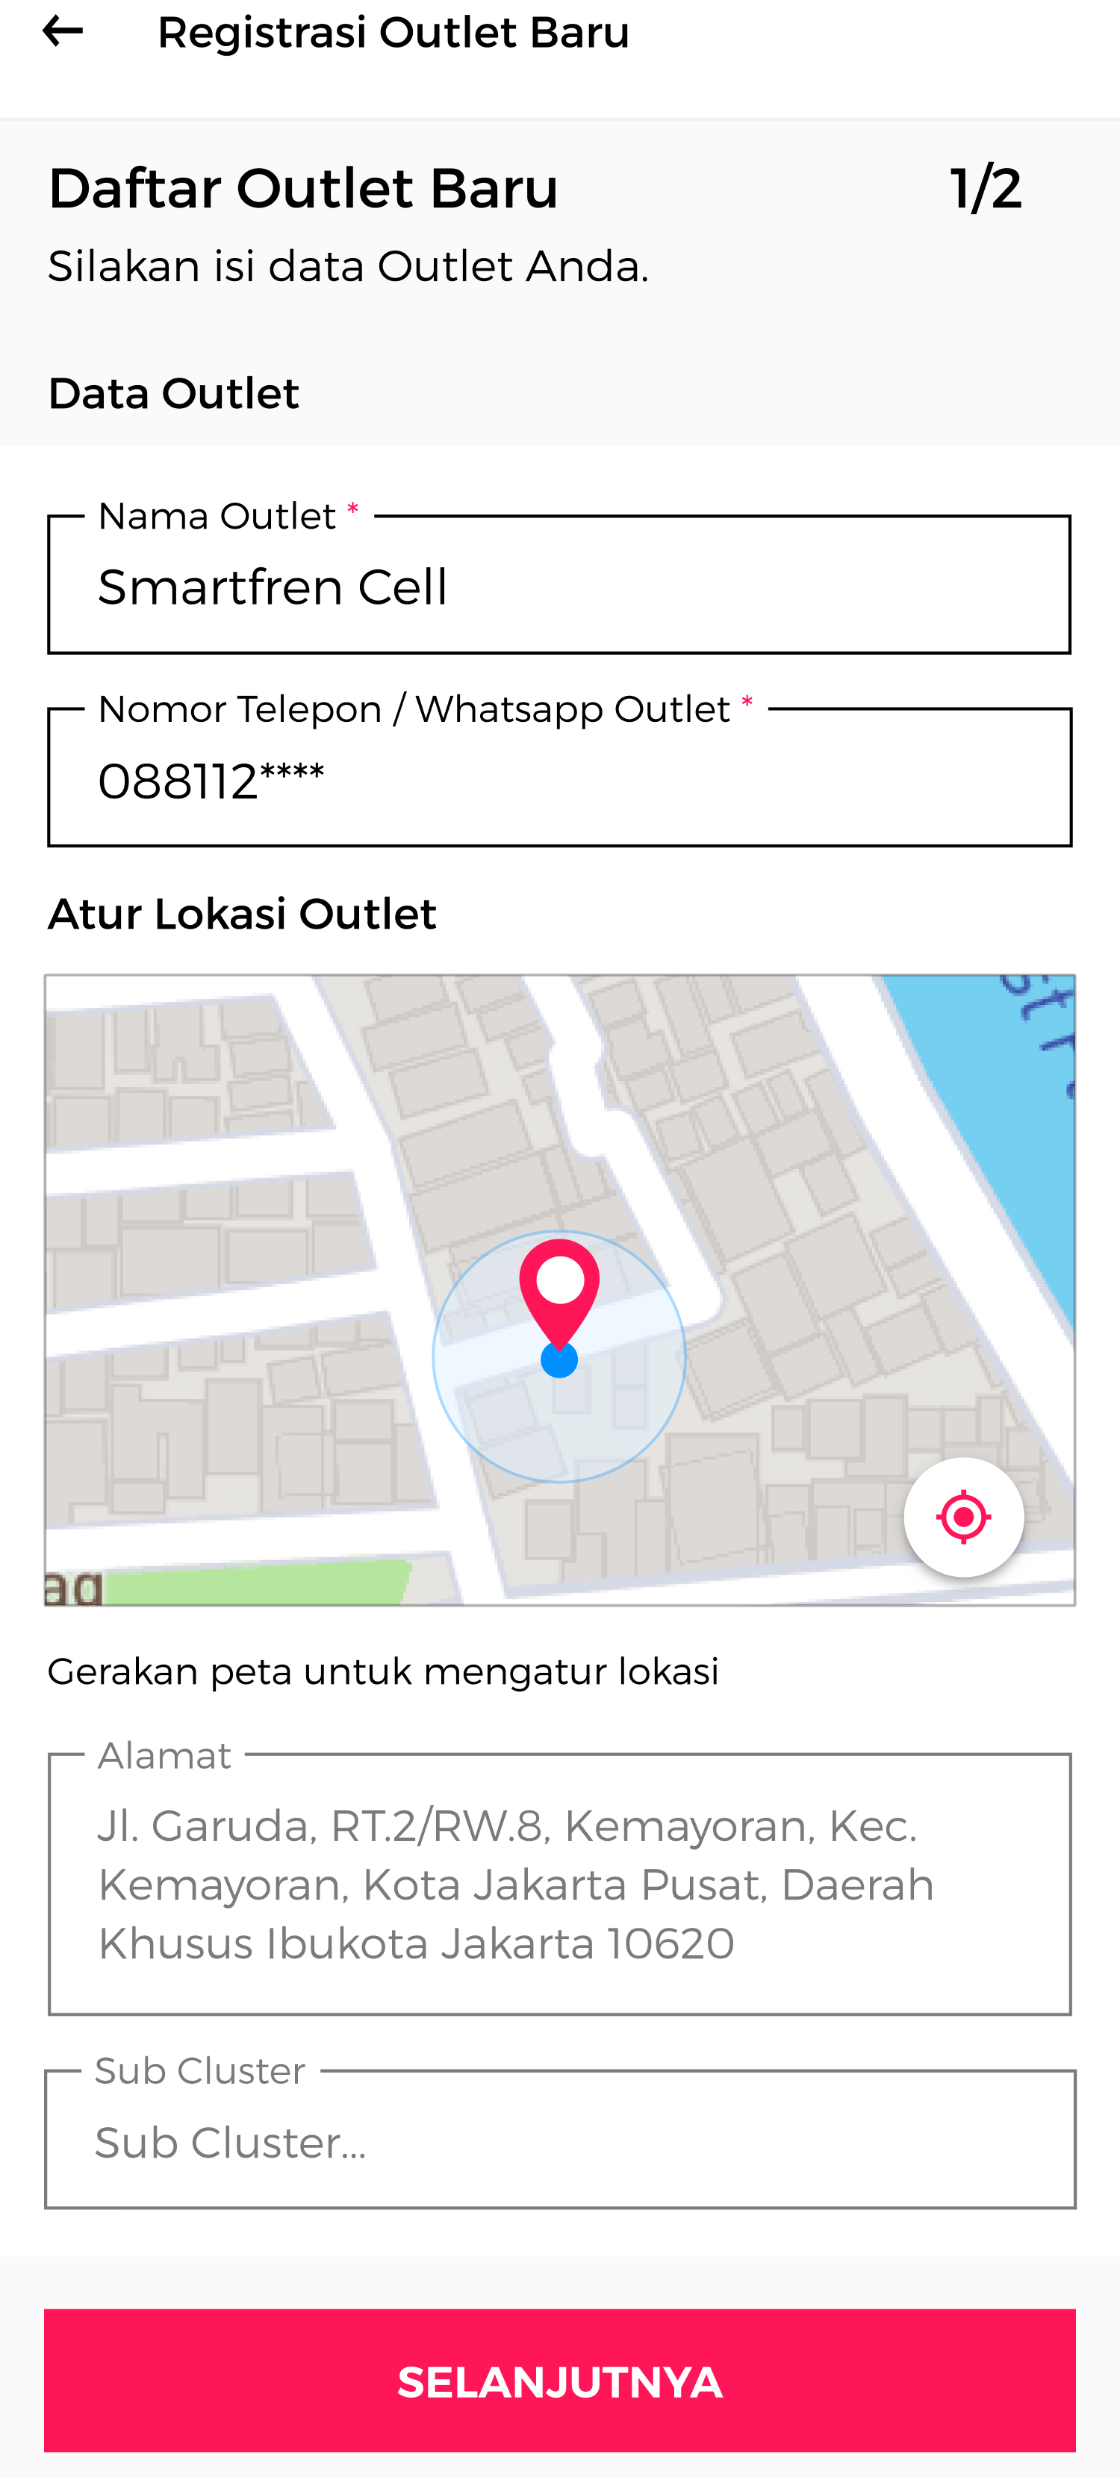 Registrasi Outlet Baru
Daftar Outlet Baru 1/2
Silakan isi data Outlet Anda.
Data Outlet
Nama Outlet *
Smartfren Cell
Nomor Telepon / Whatsapp Outlet *
088112****
Atur Lokasi Outlet
Gerakan peta untuk mengatur lokasi
Alamat
Jl. Garuda, RT.2/RW.8, Kemayoran, Kec.
Kemayoran, Kota Jakarta Pusat, Daerah
Khusus Ibukota Jakarta 10620
Sub Cluster
Sub Cluster...
SELANJUTNYA